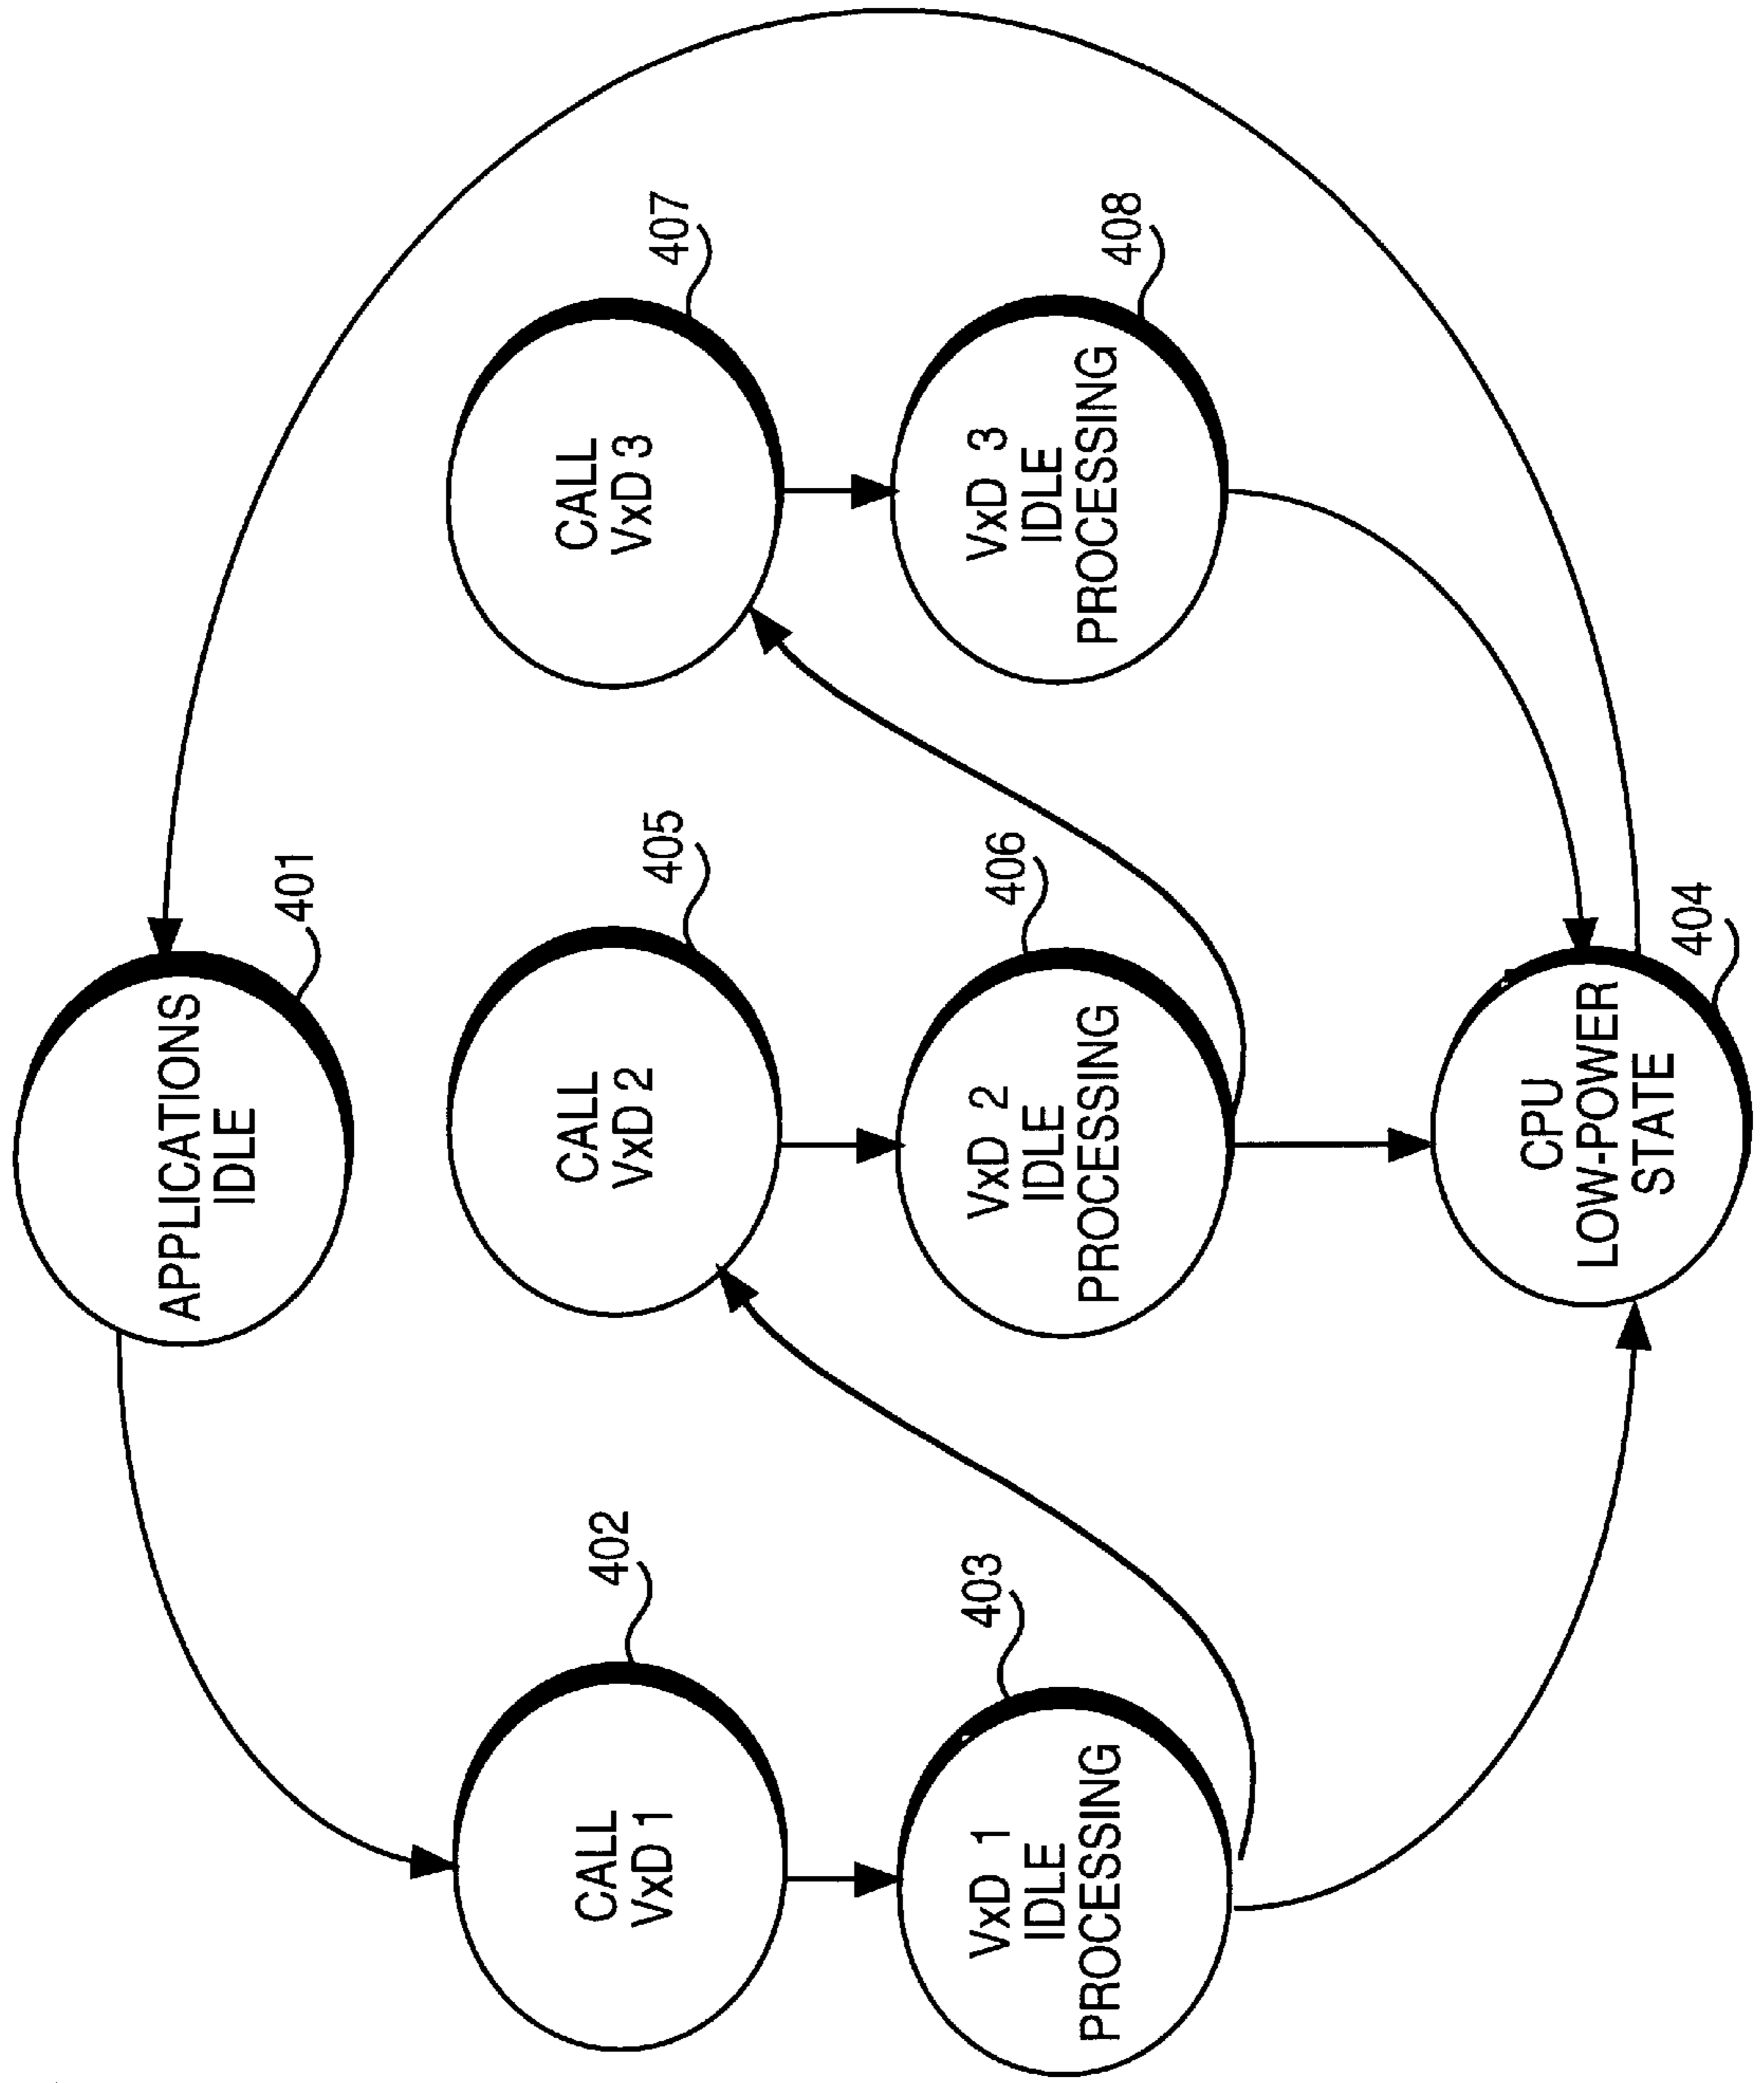 APPLICATIONS
IDLE
401
CALL
VxD 1
402
CALL
VxD 2
405
CALL
VxD 3
407
VxD 1
IDLE
PROCESSING
403
VxD 2
IDLE
PROCESSING
406
VxD 3
IDLE
PROCESSING
408
CPU
LOW-POWER
STATE
404